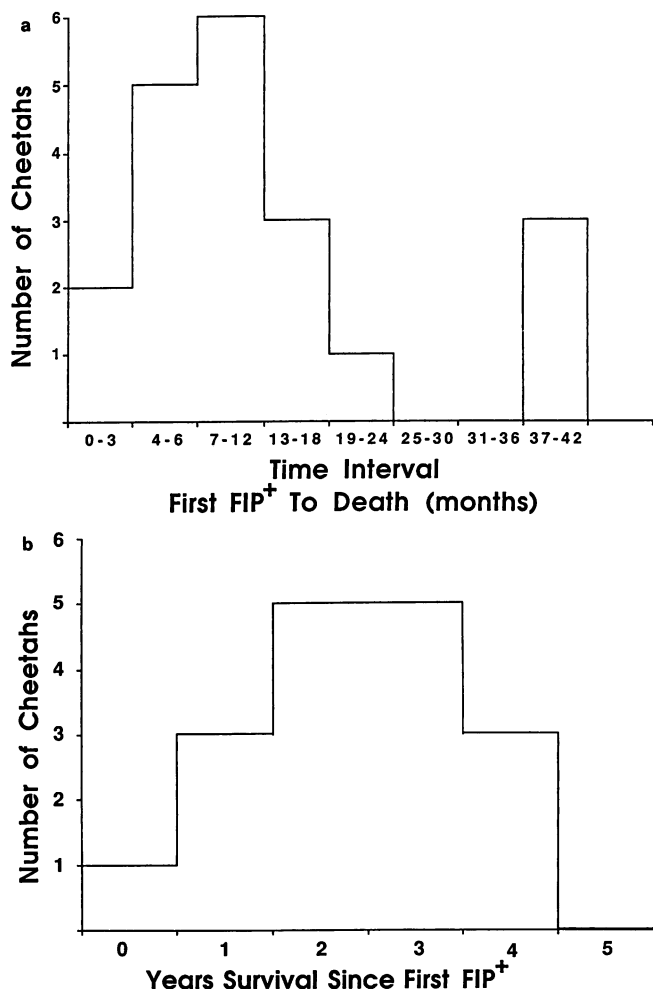 a
Number of Cheetahs
6
5
4
3
2
1
0-3 4-6 7-12 13-18 19-24 25-30 31-36 37-42
Time Interval
First FIP+ To Death (months)
b
Number of Cheetahs
6
5
4
3
2
1
0 1 2 3 4 5
Years Survival Since First FIP+